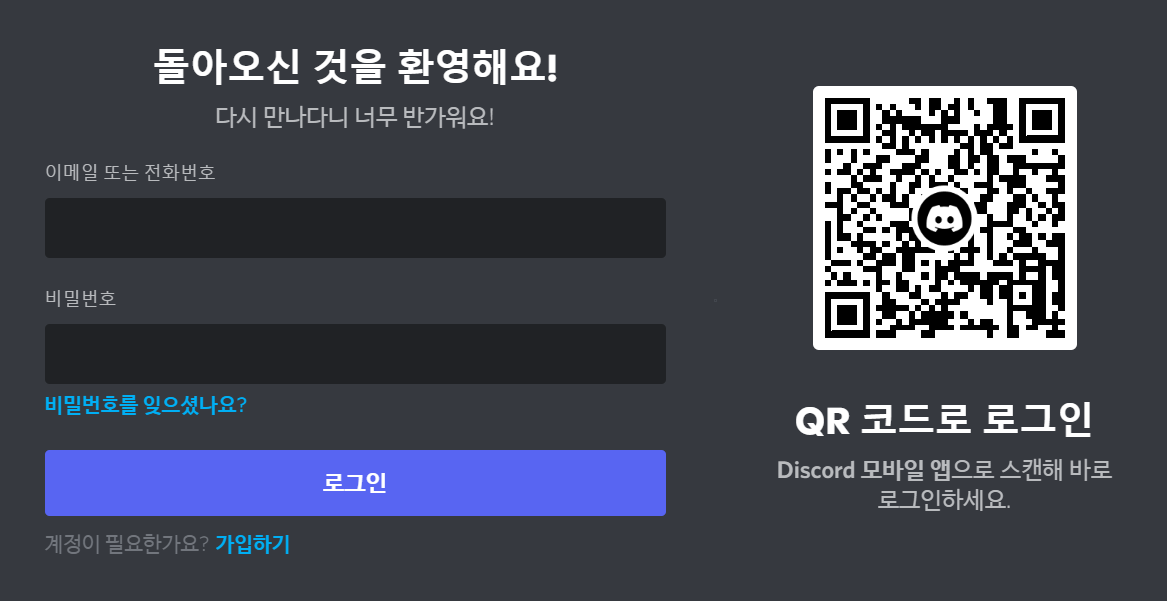 돌아오신 것을 환영해요!
다시 만나다니 너무 반가워요!
이메일 또는 전화번호
비밀번호
비밀번호를 잊으셨나요?
로그인
계정이 필요한가요? 가입하기
QR 코드로 로그인
Discord 모바일 앱으로 스캔해 바로
로그인하세요.